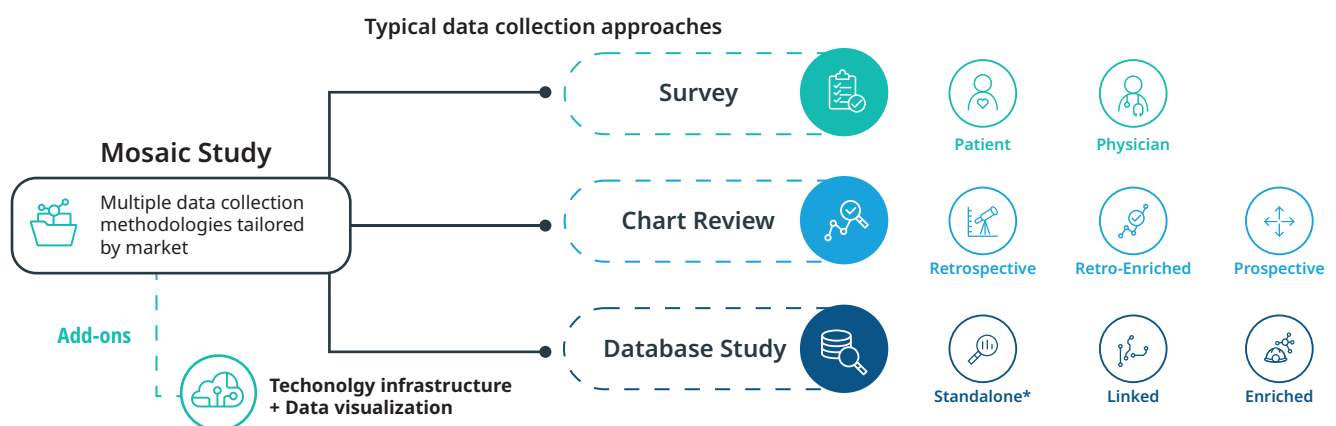 Typical data collection approaches
Survey
Patient
Physician
Mosaic Study
Multiple data collection
methodologies tailored
by market
Chart Review
Retrospective
Retro-Enriched
Prospective
Add-ons
Techonolgy infrastructure
+ Data visualization
Database Study
Standalone*
Linked
Enriched